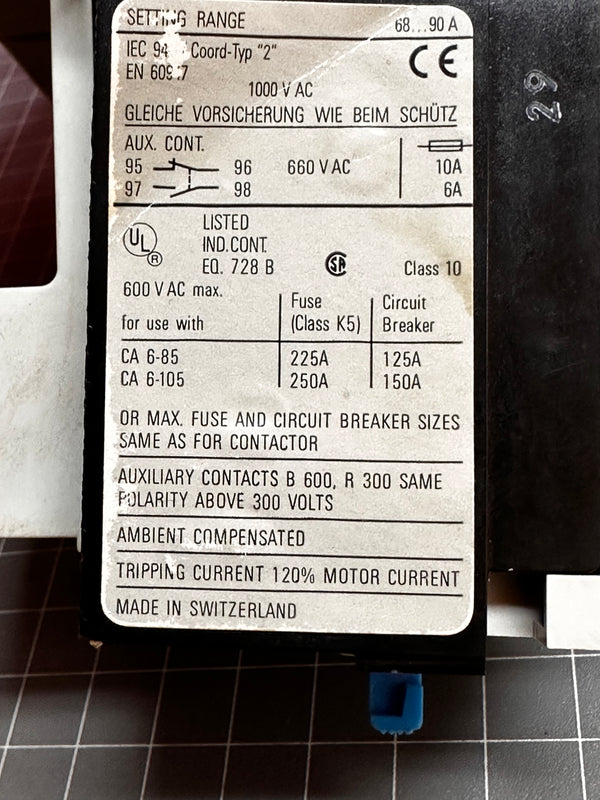 SETTING RANGE 68...90 A
IEC Coord-Typ "2" CE
EN
1000 V AC
GLEICHE VORSICHERUNG WIE BEIM SCHÜTZ
AUX. CONT.
95 96 660 V AC 10A
97 98 6A
LISTED
UL R IND.CONT.
EQ. 728 B SA Class 10
600 V AC max. Fuse Circuit
for use with (Class K5) Breaker
CA 6-85 225A 125A
CA 6-105 250A 150A
OR MAX. FUSE AND CIRCUIT BREAKER SIZES
SAME AS FOR CONTACTOR
AUXILIARY CONTACTS B 600, R 300 SAME
POLARITY ABOVE 300 VOLTS
AMBIENT COMPENSATED
TRIPPING CURRENT 120% MOTOR CURRENT
MADE IN SWITZERLAND
29